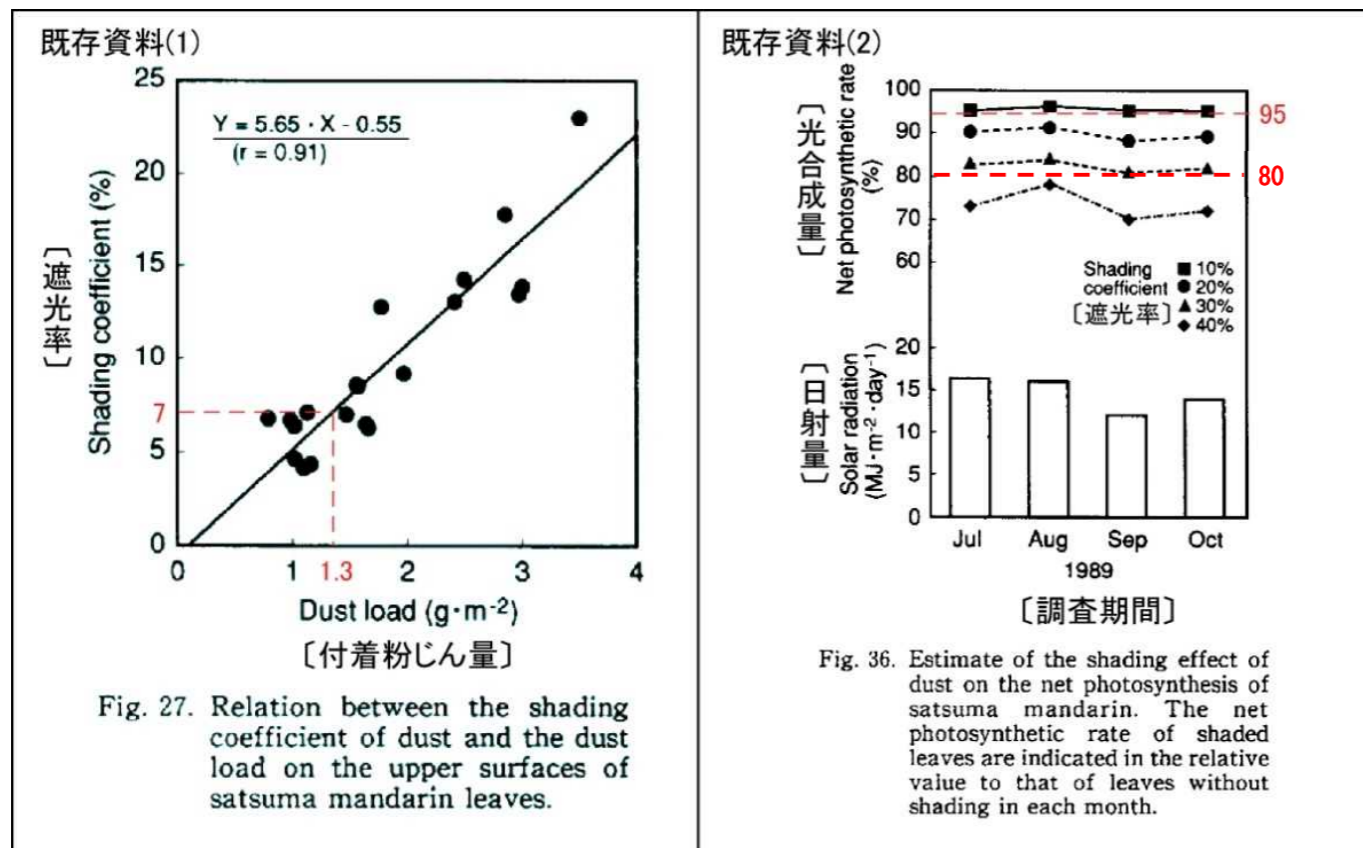 既存資料(1)
25
20
15
10
5
0
7
Y = 5.65 · X - 0.55
(r = 0.91)
〔遮光率〕
Shading coefficient (%)
0
1
1.3
2
3
4
Dust load (g·m-2)
〔付着粉じん量〕
Fig. 27. Relation between the shading
coefficient of dust and the dust
load on the upper surfaces of
satsuma mandarin leaves.
既存資料(2)
〔光合成量〕
Net photosynthetic rate
(%)
100
90
80
70
60
95
80
Shading
coefficient
〔遮光率〕
10%
20%
30%
40%
〔日射量〕
Solar radiation
(MJ·m-2·day-1)
20
15
10
5
0
Jul Aug Sep Oct
1989
〔調査期間〕
Fig. 36. Estimate of the shading effect of
dust on the net photosynthesis of
satsuma mandarin. The net
photosynthetic rate of shaded
leaves are indicated in the relative
value to that of leaves without
shading in each month.